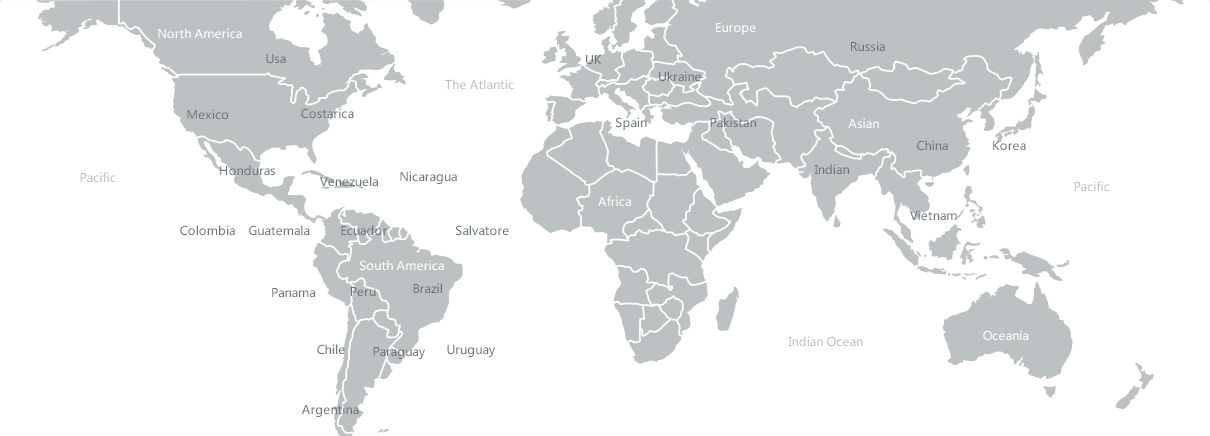 Europe
North America
Russia
Usa
UK
Ukraine
The Atlantic
Mexico
Costarica
Spain
Pakistan
Asian
China
Korea
Honduras
Indian
Pacific
Venezuela
Nicaragua
Pacific
Africa
Vietnam
Colombia
Guatemala
Ecuador
Salvatore
South America
Panama
Peru
Brazil
Oceania
Indian Ocean
Chile
Paraguay
Uruguay
Argentina